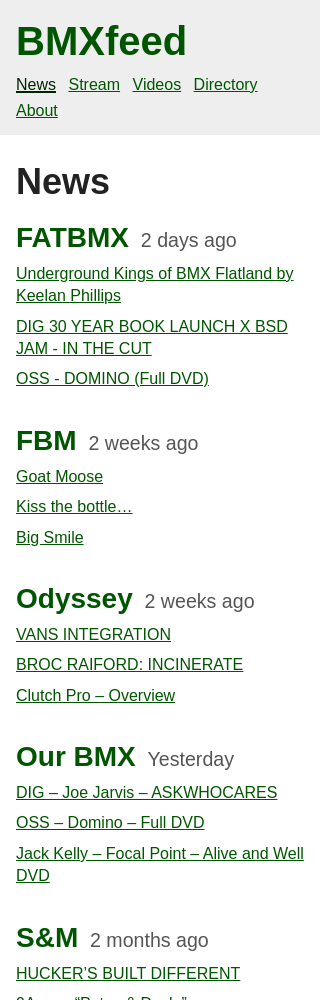 BMXfeed
News Stream Videos Directory
About
News
FATBMX 2 days ago
Underground Kings of BMX Flatland by
Keelan Phillips
DIG 30 YEAR BOOK LAUNCH X BSD
JAM - IN THE CUT
OSS - DOMINO (Full DVD)
FBM 2 weeks ago
Goat Moose
Kiss the bottle…
Big Smile
Odyssey 2 weeks ago
VANS INTEGRATION
BROC RAIFORD: INCINERATE
Clutch Pro – Overview
Our BMX Yesterday
DIG – Joe Jarvis – ASKWHOCARES
OSS – Domino – Full DVD
Jack Kelly – Focal Point – Alive and Well
DVD
S&M 2 months ago
HUCKER’S BUILT DIFFERENT